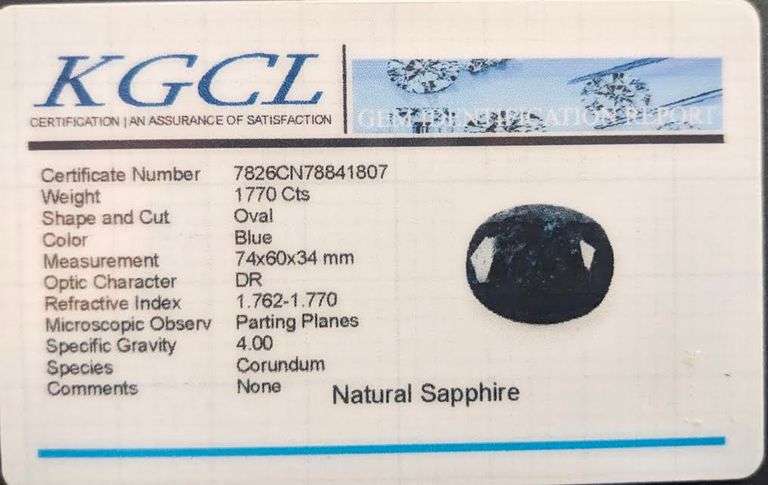 KGCL
CERTIFICATION | AN ASSURANCE OF SATISFACTION
GEM IDENTIFICATION REPORT
Certificate Number 7826CN78841807
Weight 1770 Cts
Shape and Cut Oval
Color Blue
Measurement 74x60x34 mm
Optic Character DR
Refractive Index 1.762-1.770
Microscopic Observ Parting Planes
Specific Gravity 4.00
Species Corundum
Comments None
Natural Sapphire